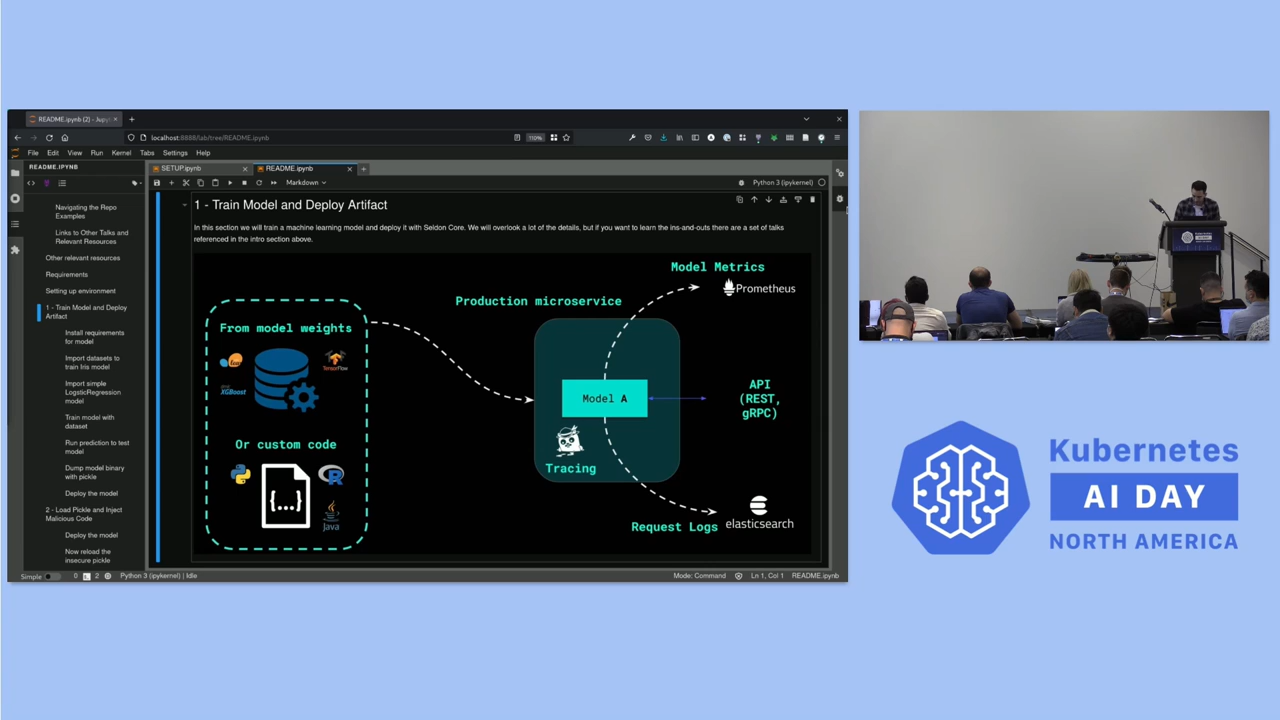 README.ipynb (2) - Jupyt
localhost:8888/lab/tree/README.ipynb
110%
File Edit View Run Kernel Tabs Settings Help
README.IPYNB
SETUP.ipynb
README.ipynb
Markdown
Python 3 (ipykernel)
Navigating the Repo
Examples
Links to Other Talks and
Relevant Resources
Other relevant resources
Requirements
Setting up environment
1 - Train Model and Deploy
Artifact
Install requirements
for model
Import datasets to
train Iris model
Import simple
LogsticRegression
model
Train model with
dataset
Run prediction to test
model
Dump model binary
with pickle
Deploy the model
2 - Load Pickle and Inject
Malicious Code
Deploy the model
Now reload the
insecure pickle
1 - Train Model and Deploy Artifact
In this section we will train a machine learning model and deploy it with Seldon Core. We will overlook a lot of the details, but if you want to learn the ins-and-outs there are a set of talks
referenced in the intro section above.
From model weights
TensorFlow
XGBoost
Or custom code
{...}
R
Java
Production microservice
Model A
Tracing
Model Metrics
Prometheus
API
(REST,
gRPC)
Request Logs
elasticsearch
Simple
0
2
Python 3 (ipykernel) | Idle
Mode: Command
Ln 1, Col 1
README.ipynb
AI DAY
Kubernetes
AI DAY
NORTH AMERICA